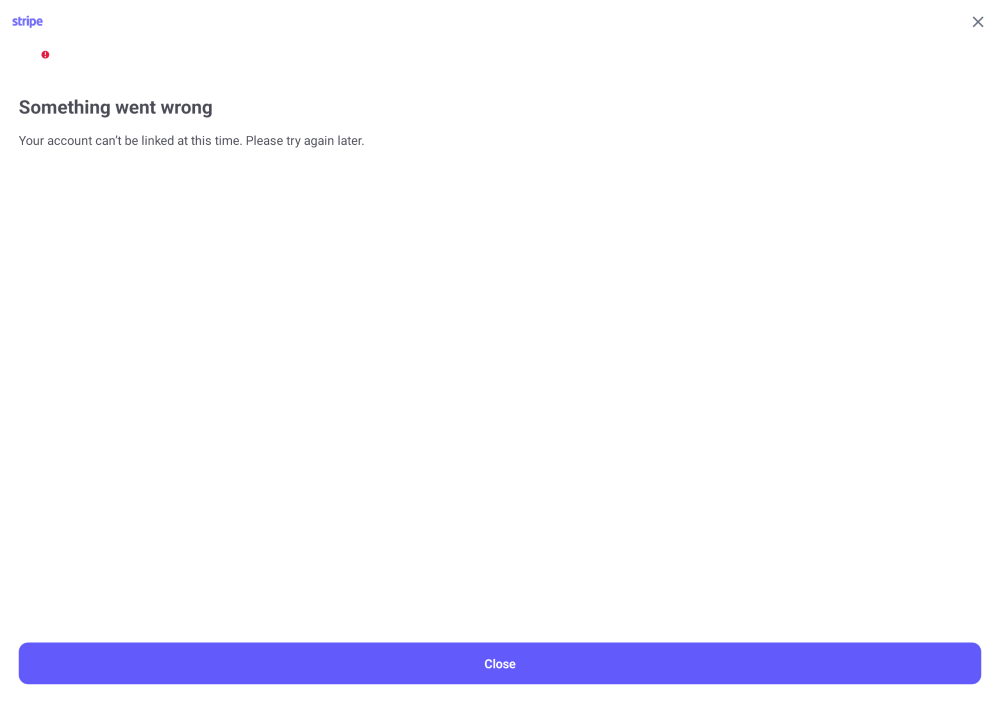 stripe
Something went wrong
Your account can't be linked at this time. Please try again later.
Close